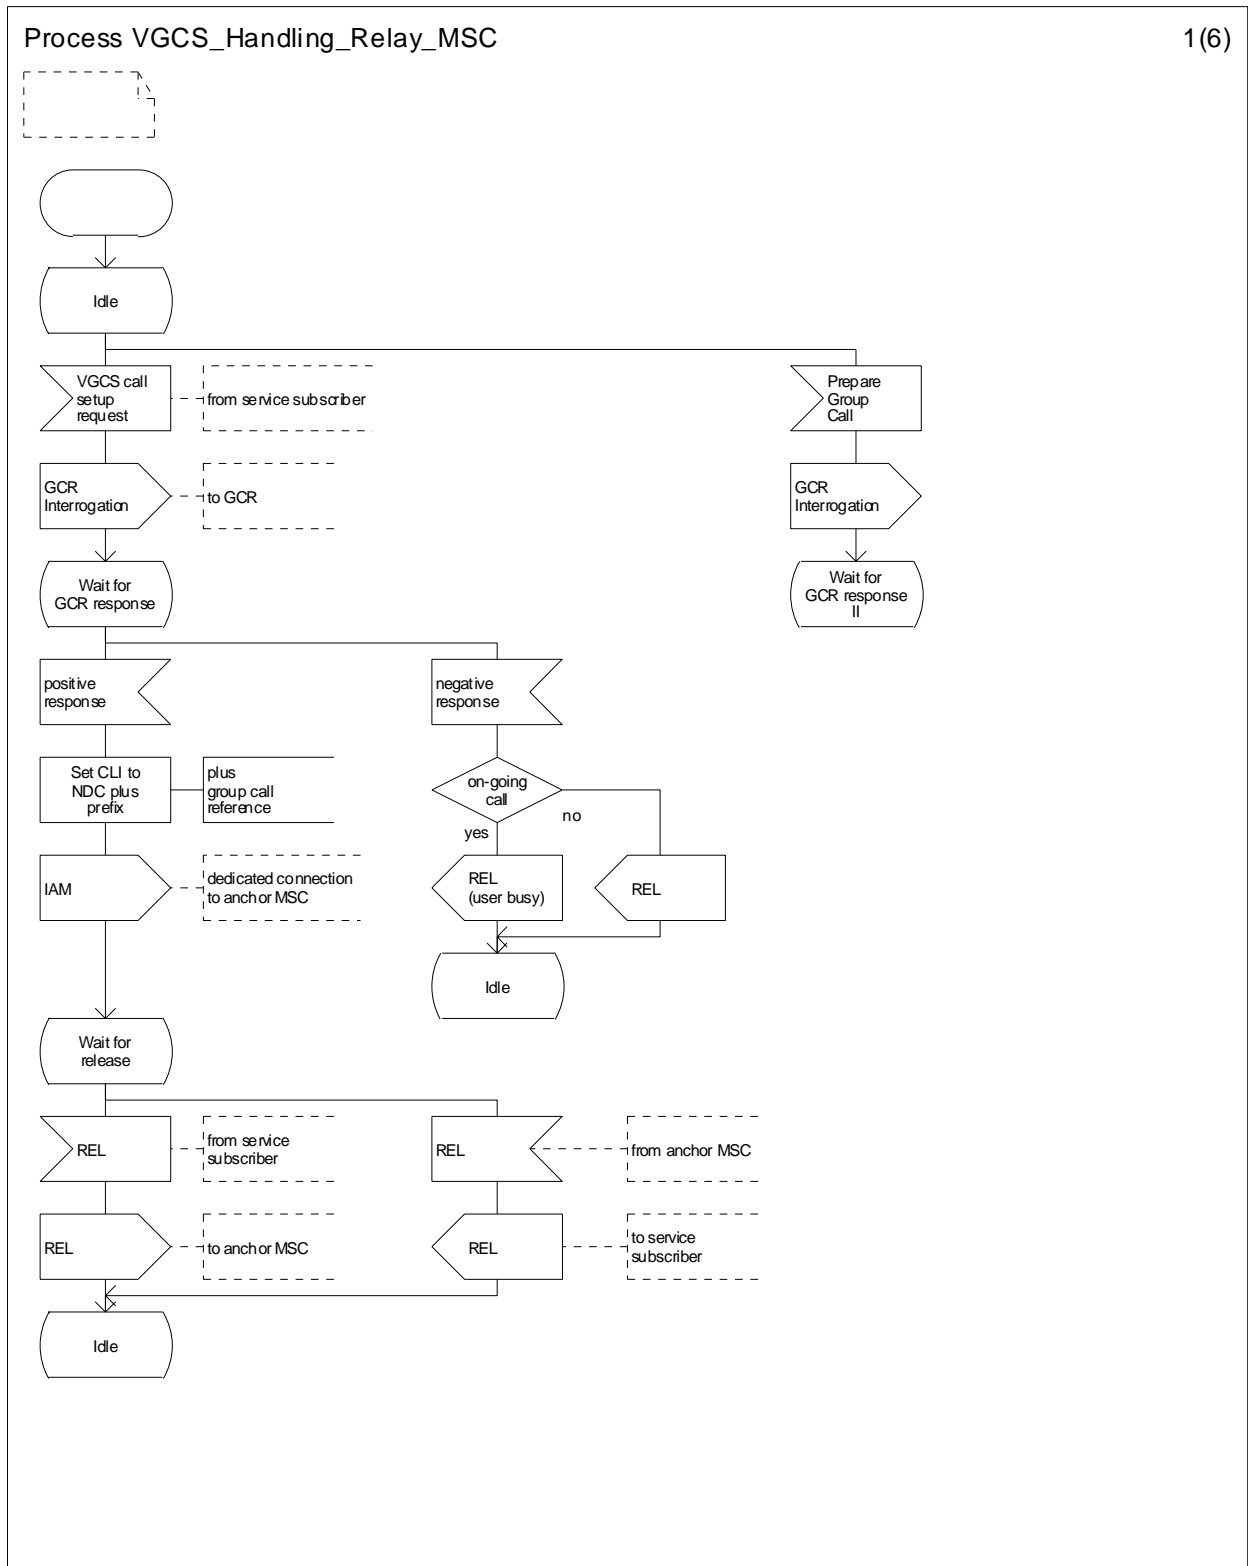 Process VGCS_Handling_Relay_MSC
1(6)
Idle
VGCS call
setup
request
from service subscriber
Prepare
Group
Call
GCR
Interrogation
to GCR
GCR
Interrogation
Wait for
GCR response
Wait for
GCR response
II
positive
response
negative
response
Set CLI to
NDC plus
prefix
plus
group call
reference
on-going
call
no
yes
IAM
dedicated connection
to anchor MSC
REL
(user busy)
REL
Idle
Wait for
release
REL
from service
subscriber
REL
from anchor MSC
REL
to anchor MSC
REL
to service
subscriber
Idle